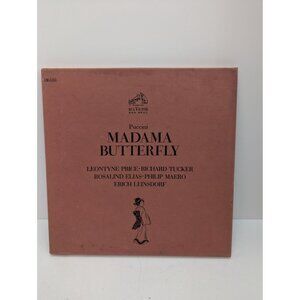 Puccini
MADAMA
BUTTERFLY
LEONTYNE PRICE · RICHARD TUCKER
ROSALIND ELIAS · PHILIP MAERO
ERICH LEINSDORF